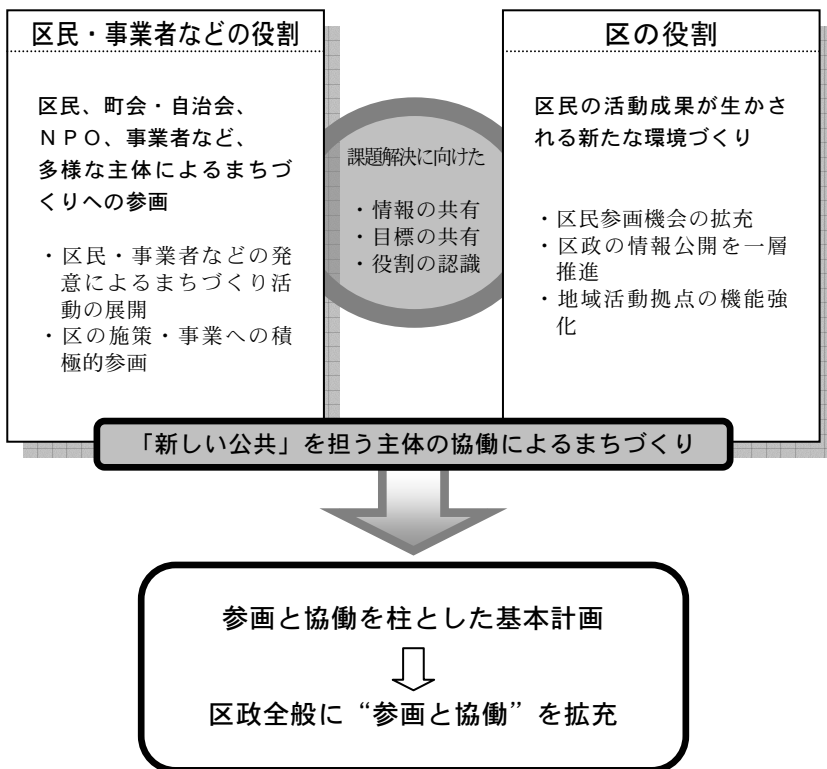 区民・事業者などの役割
区民、町会・自治会、
ＮＰＯ、事業者など、
多様な主体によるまちづ
くりへの参画
・区民・事業者などの発
意によるまちづくり活
動の展開
・区の施策・事業への積
極的参画
課題解決に向けた
・情報の共有
・目標の共有
・役割の認識
区の役割
区民の活動成果が生かさ
れる新たな環境づくり
・区民参画機会の拡充
・区政の情報公開を一層
推進
・地域活動拠点の機能強
化
「新しい公共」を担う主体の協働によるまちづくり
参画と協働を柱とした基本計画
区政全般に“参画と協働”を拡充